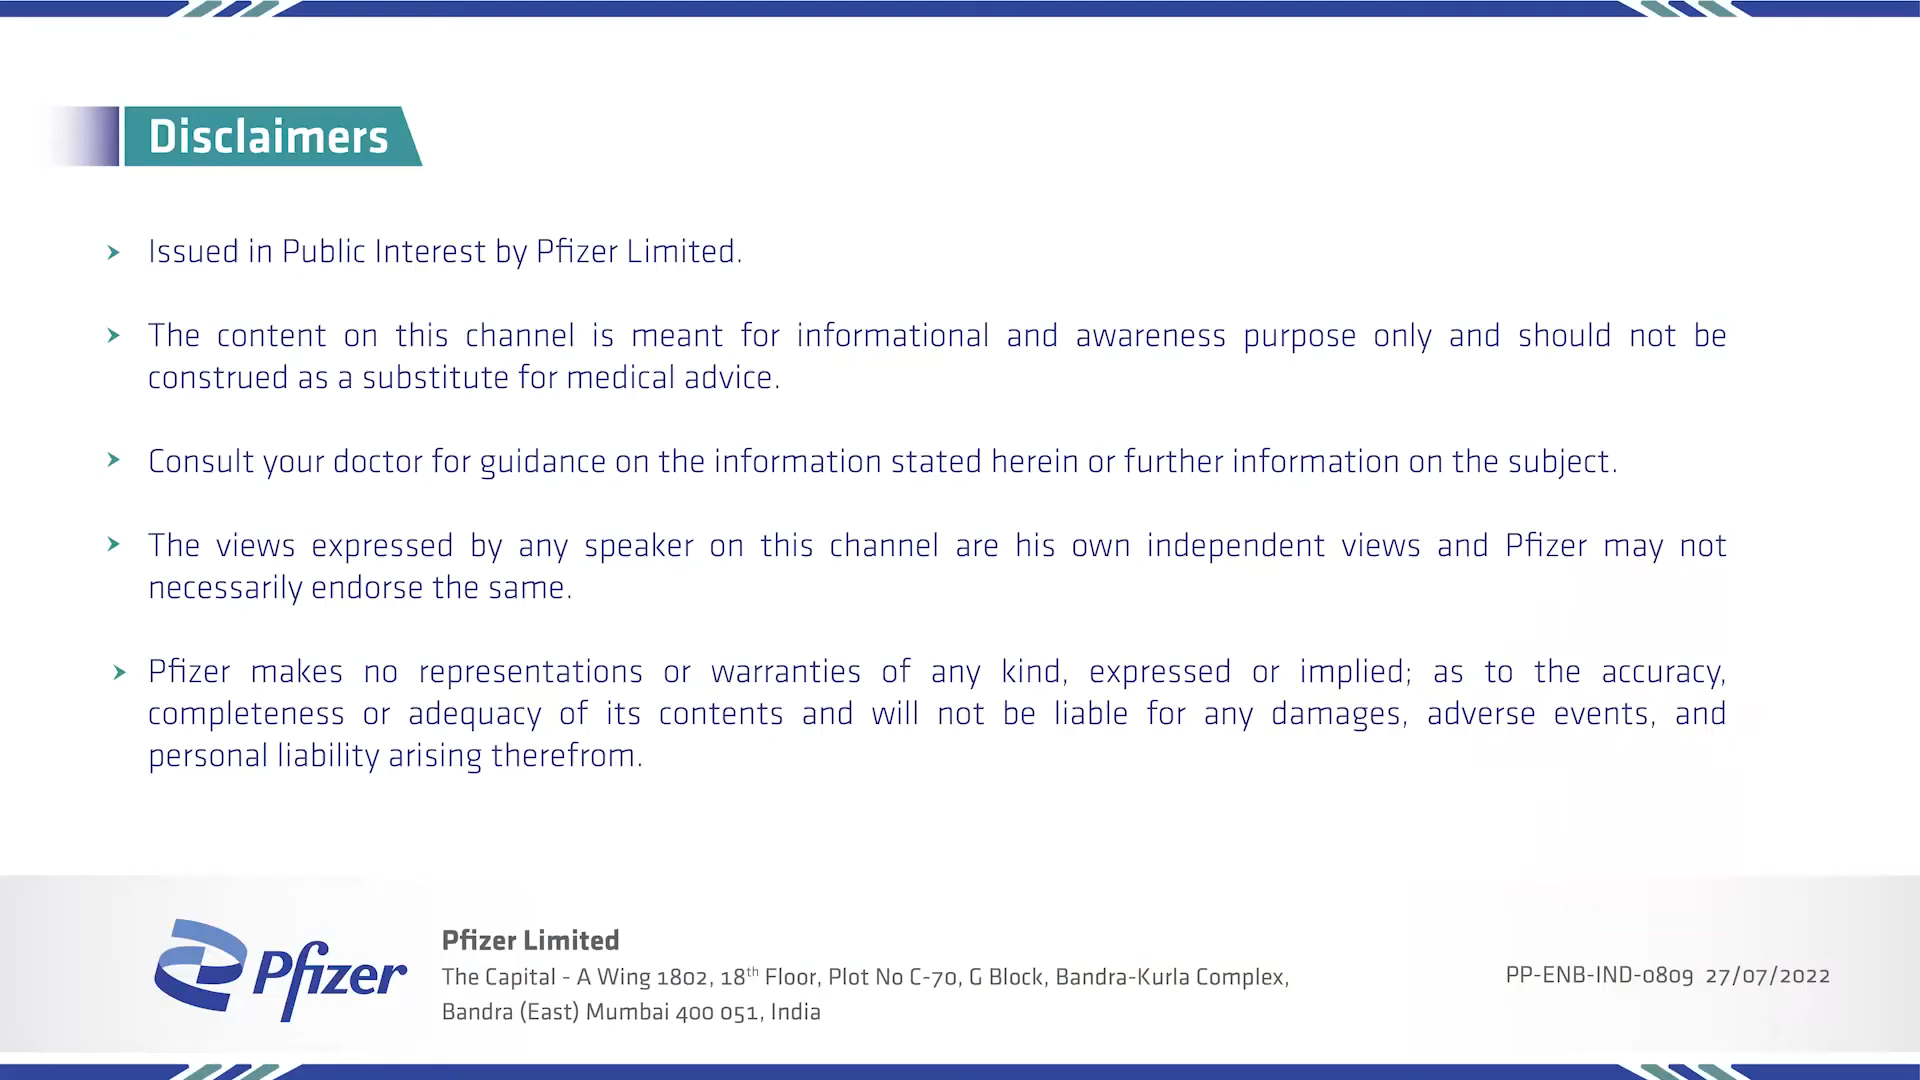 Disclaimers
Issued in Public Interest by Pfizer Limited.
The content on this channel is meant for informational and awareness purpose only and should not be
construed as a substitute for medical advice.
Consult your doctor for guidance on the information stated herein or further information on the subject.
The views expressed by any speaker on this channel are his own independent views and Pfizer may not
necessarily endorse the same.
Pfizer makes no representations or warranties of any kind, expressed or implied; as to the accuracy,
completeness or adequacy of its contents and will not be liable for any damages, adverse events, and
personal liability arising therefrom.
Pfizer
Pfizer Limited
The Capital - A Wing 1802, 18th Floor, Plot No C-70, G Block, Bandra-Kurla Complex,
Bandra (East) Mumbai 400 051, India
PP-ENB-IND-0809 27/07/2022